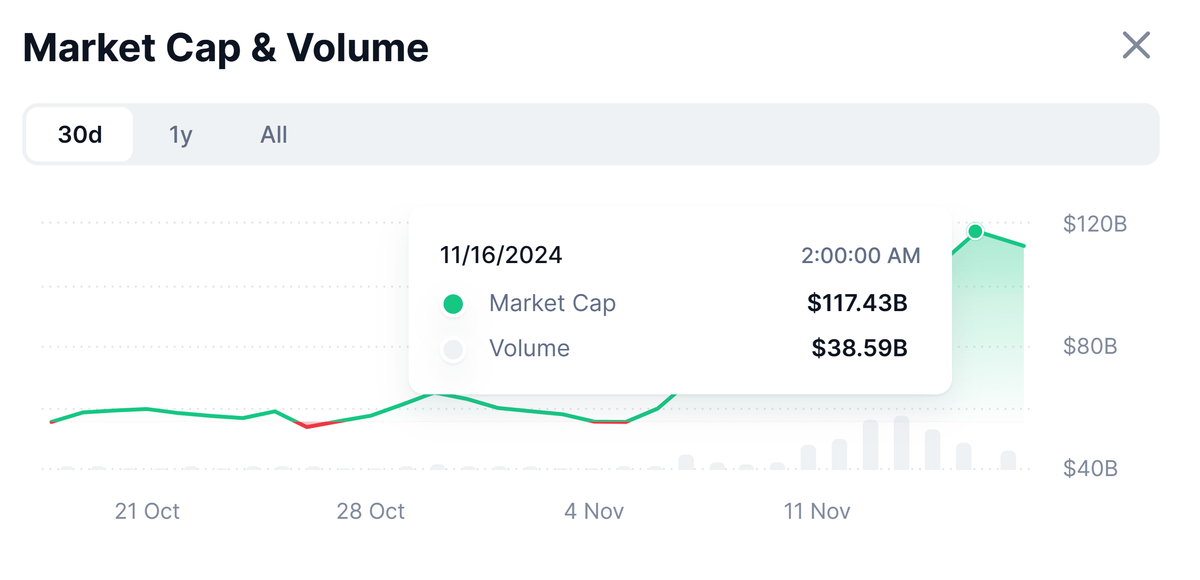 Market Cap & Volume
30d 1y All
$120B
11/16/2024 2:00:00 AM
Market Cap $117.43B
Volume $38.59B
$80B
$40B
21 Oct 28 Oct 4 Nov 11 Nov